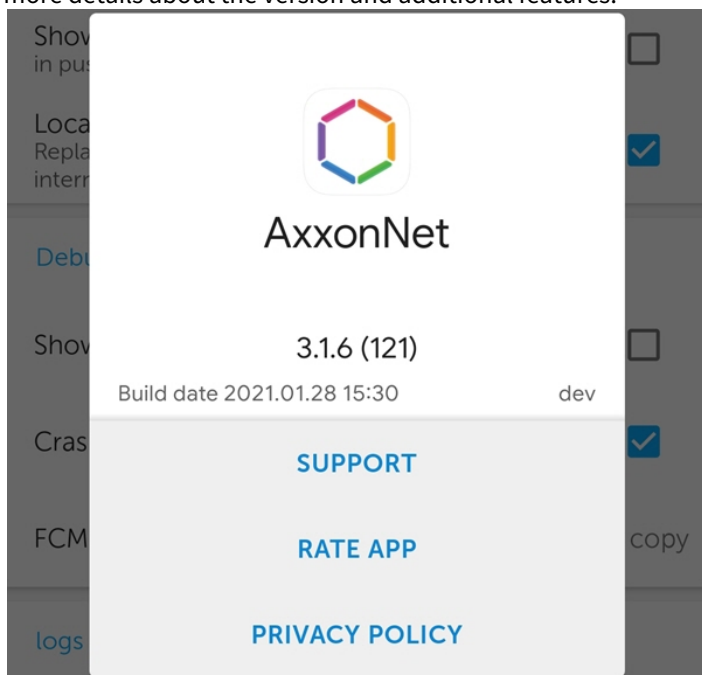 more details about the version and additional features.
Show
in pus
Loca
Repla
interr
AxxonNet
Debu
3.1.6 (121)
Show
Build date 2021.01.28 15:30 dev
Cras
SUPPORT
FCM copy
RATE APP
PRIVACY POLICY
logs